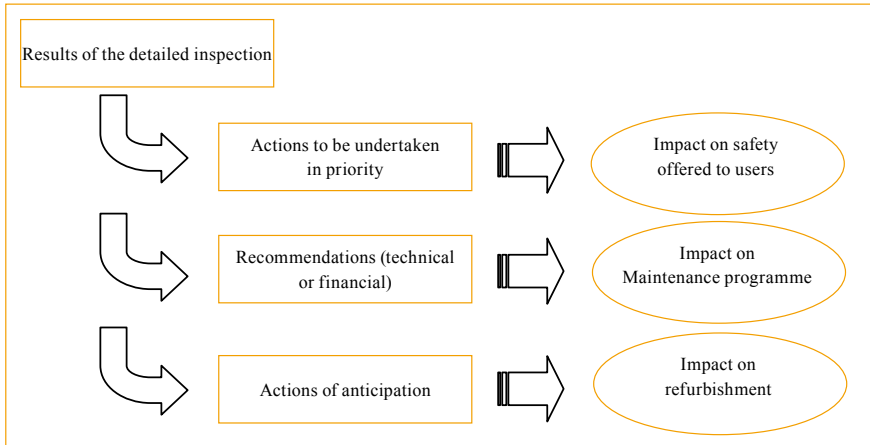 Results of the detailed inspection
Actions to be undertaken
in priority
Impact on safety
offered to users
Recommendations (technical
or financial)
Impact on
Maintenance programme
Actions of anticipation
Impact on
refurbishment